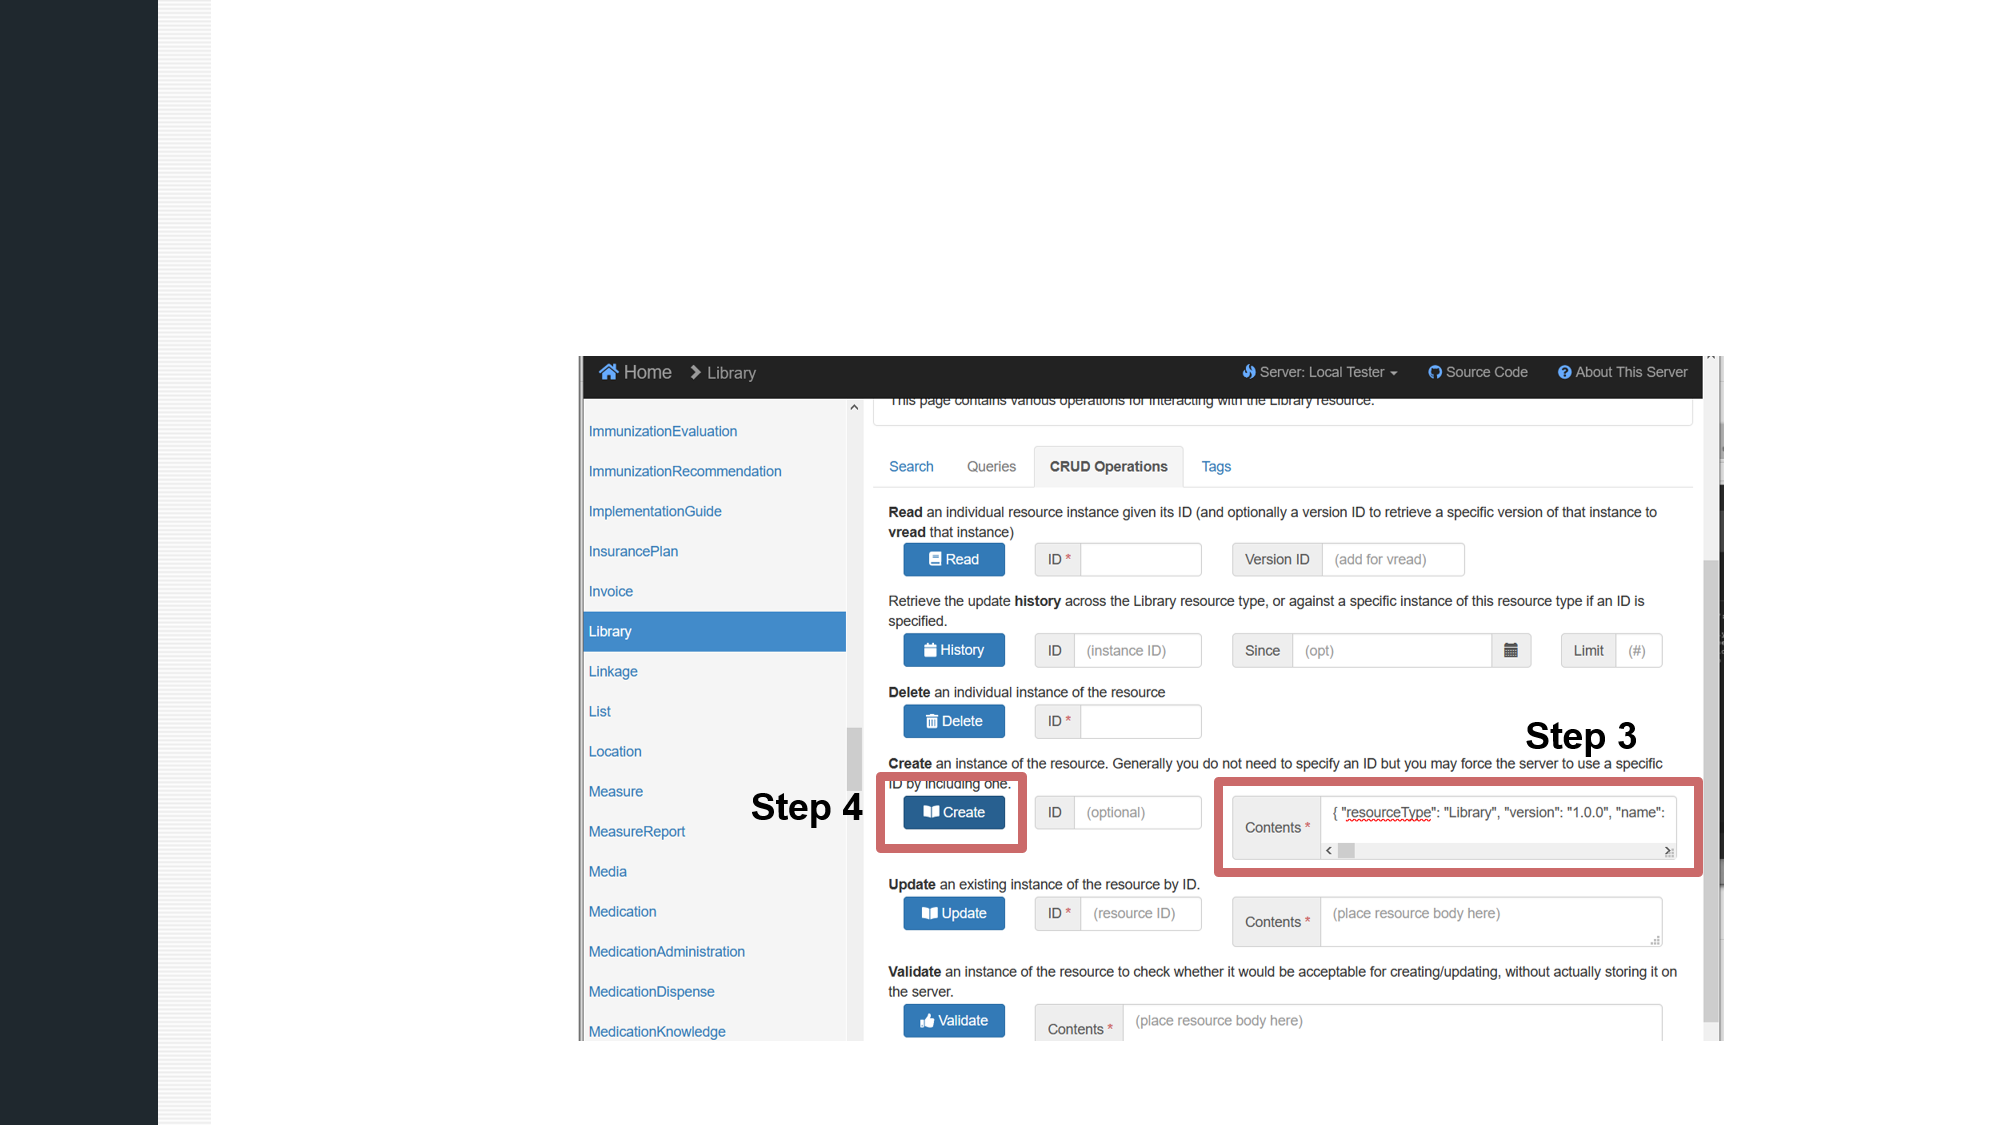 Home > Library Server: Local Tester Source Code About This Server
This page contains various operations for interacting with the Library resource.
ImmunizationEvaluation
ImmunizationRecommendation
ImplementationGuide
InsurancePlan
Invoice
Library
Linkage
List
Location
Measure
MeasureReport
Media
Medication
MedicationAdministration
MedicationDispense
MedicationKnowledge
Search Queries CRUD Operations Tags
Read an individual resource instance given its ID (and optionally a version ID to retrieve a specific version of that instance to
vread that instance)
Read ID * Version ID (add for vread)
Retrieve the update history across the Library resource type, or against a specific instance of this resource type if an ID is
specified.
History ID (instance ID) Since (opt) Limit (#)
Delete an individual instance of the resource
Delete ID *
Step 3
Create an instance of the resource. Generally you do not need to specify an ID but you may force the server to use a specific
ID by including one.
Step 4
Create ID (optional) Contents * { "resourceType": "Library", "version": "1.0.0", "name":
Update an existing instance of the resource by ID.
Update ID * (resource ID) Contents * (place resource body here)
Validate an instance of the resource to check whether it would be acceptable for creating/updating, without actually storing it on
the server.
Validate Contents * (place resource body here)